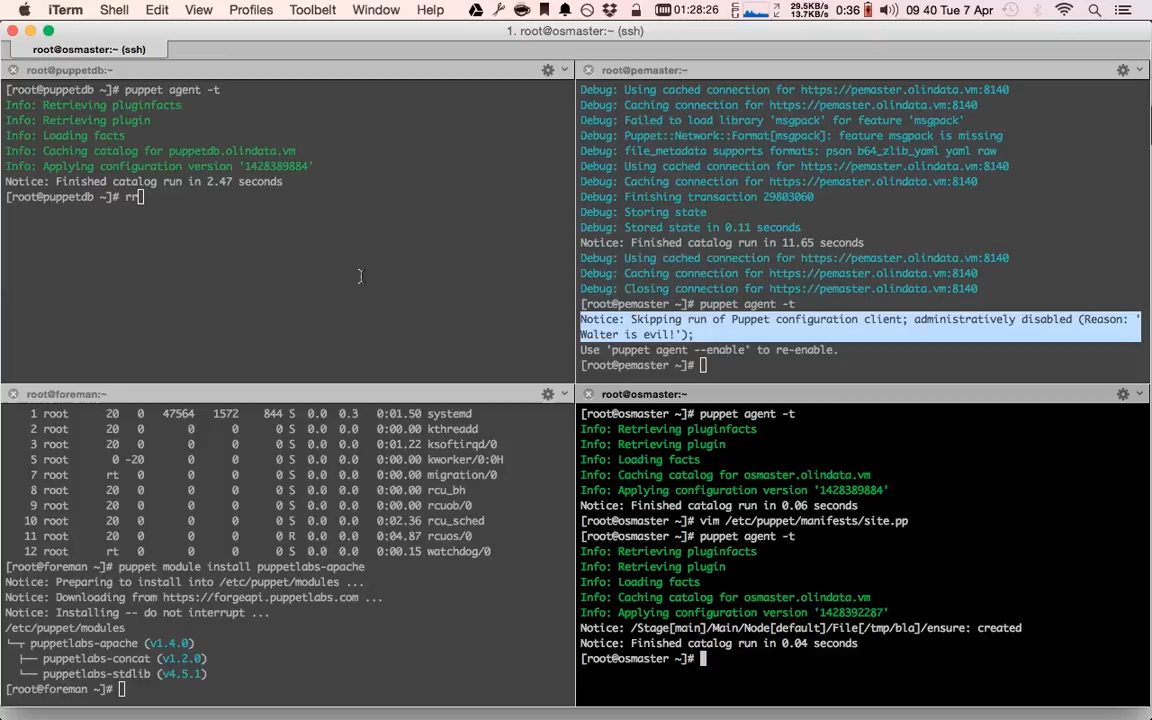 iTerm Shell Edit View Profiles Toolbelt Window Help 01:28:26 29.5KB/s 13.7KB/s 0:36 09 40 Tue 7 Apr
1. root@osmaster:~ (ssh)
root@osmaster:~ (ssh)
root@puppetdb:~
[root@puppetdb ~]# puppet agent -t
Info: Retrieving pluginfacts
Info: Retrieving plugin
Info: Loading facts
Info: Caching catalog for puppetdb.olindata.vm
Info: Applying configuration version '1428389884'
Notice: Finished catalog run in 2.47 seconds
[root@puppetdb ~]# rr
root@pemaster:~
Debug: Using cached connection for https://pemaster.olindata.vm:8140
Debug: Caching connection for https://pemaster.olindata.vm:8140
Debug: Failed to load library 'msgpack' for feature 'msgpack'
Debug: Puppet::Network::Format[msgpack]: feature msgpack is missing
Debug: file_metadata supports formats: pson b64_zlib_yaml yaml raw
Debug: Using cached connection for https://pemaster.olindata.vm:8140
Debug: Caching connection for https://pemaster.olindata.vm:8140
Debug: Finishing transaction 29803060
Debug: Storing state
Debug: Stored state in 0.11 seconds
Notice: Finished catalog run in 11.65 seconds
Debug: Using cached connection for https://pemaster.olindata.vm:8140
Debug: Caching connection for https://pemaster.olindata.vm:8140
Debug: Closing connection for https://pemaster.olindata.vm:8140
[root@pemaster ~]# puppet agent -t
Notice: Skipping run of Puppet configuration client; administratively disabled (Reason: '
Walter is evil!');
Use 'puppet agent --enable' to re-enable.
[root@pemaster ~]#
root@foreman:~
1 root 20 0 47564 1572 844 S 0.0 0.3 0:01.50 systemd
2 root 20 0 0 0 0 S 0.0 0.0 0:00.00 kthreadd
3 root 20 0 0 0 0 S 0.0 0.0 0:01.22 ksoftirqd/0
5 root 0 -20 0 0 0 S 0.0 0.0 0:00.00 kworker/0:0H
7 root rt 0 0 0 0 S 0.0 0.0 0:00.00 migration/0
8 root 20 0 0 0 0 S 0.0 0.0 0:00.00 rcu_bh
9 root 20 0 0 0 0 S 0.0 0.0 0:00.00 rcuob/0
10 root 20 0 0 0 0 S 0.0 0.0 0:02.36 rcu_sched
11 root 20 0 0 0 0 R 0.0 0.0 0:04.87 rcuos/0
12 root rt 0 0 0 0 S 0.0 0.0 0:00.15 watchdog/0
[root@foreman ~]# puppet module install puppetlabs-apache
Notice: Preparing to install into /etc/puppet/modules ...
Notice: Downloading from https://forgeapi.puppetlabs.com ...
Notice: Installing -- do not interrupt ...
/etc/puppet/modules
└─┬ puppetlabs-apache (v1.4.0)
├── puppetlabs-concat (v1.2.0)
└── puppetlabs-stdlib (v4.5.1)
[root@foreman ~]#
root@osmaster:~
[root@osmaster ~]# puppet agent -t
Info: Retrieving pluginfacts
Info: Retrieving plugin
Info: Loading facts
Info: Caching catalog for osmaster.olindata.vm
Info: Applying configuration version '1428389884'
Notice: Finished catalog run in 0.06 seconds
[root@osmaster ~]# vim /etc/puppet/manifests/site.pp
[root@osmaster ~]# puppet agent -t
Info: Retrieving pluginfacts
Info: Retrieving plugin
Info: Loading facts
Info: Caching catalog for osmaster.olindata.vm
Info: Applying configuration version '1428392287'
Notice: /Stage[main]/Main/Node[default]/File[/tmp/bla]/ensure: created
Notice: Finished catalog run in 0.04 seconds
[root@osmaster ~]#